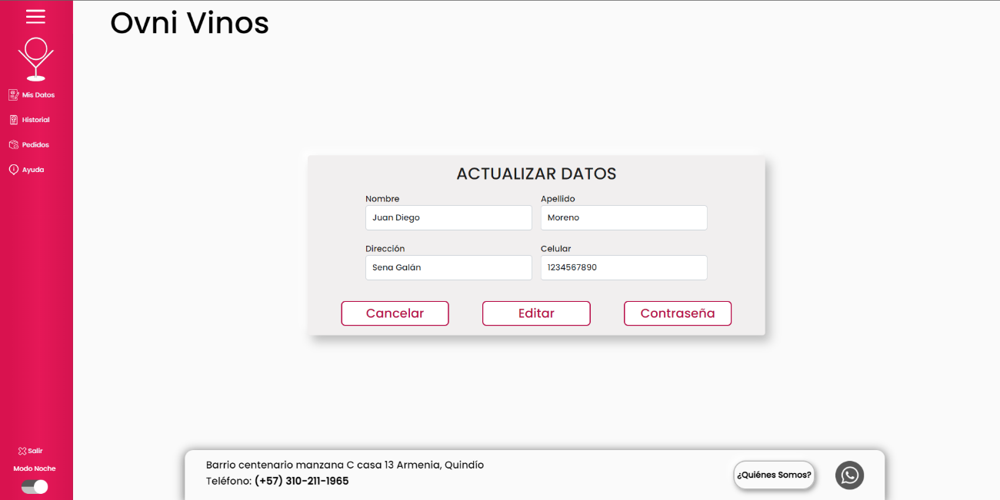 Ovni Vinos
Mis Datos
Historial
Pedidos
Ayuda
ACTUALIZAR DATOS
Nombre
Apellido
Juan Diego
Moreno
Dirección
Celular
Sena Galán
1234567890
Cancelar
Editar
Contraseña
Salir
Modo Noche
Barrio centenario manzana C casa 13 Armenia, Quindío
Teléfono: (+57) 310-211-1965
¿Quiénes Somos?